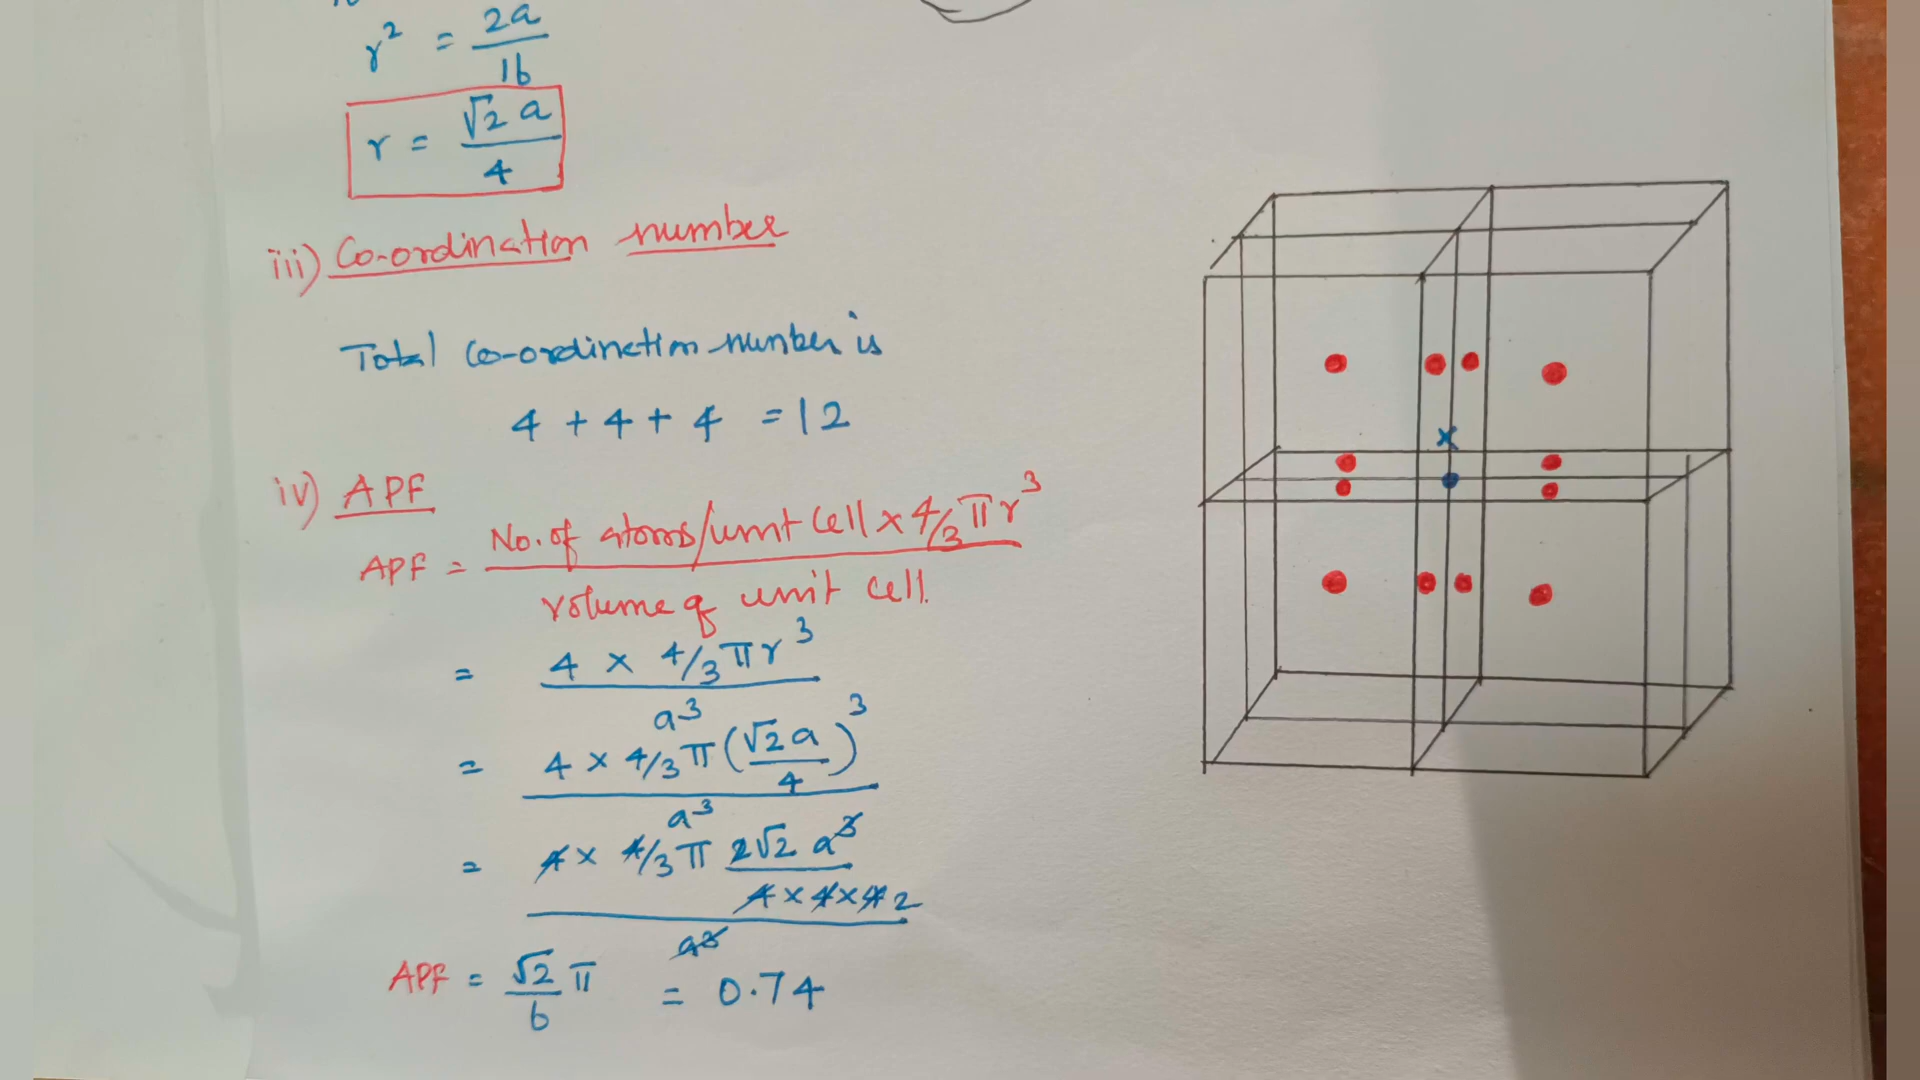 r² = 2a/16
r = √2 a/4
iii) Co-ordination number
Total Co-ordination number is
4 + 4 + 4 = 12
iv) APF
APF = No. of atoms/unit cell × 4/3 π r³ / volume of unit cell.
= 4 × 4/3 π r³ / a³
= 4 × 4/3 π (√2 a/4)³ / a³
= 4 × 4/3 π 2√2 a³ / 4×4×4 2 / a³
APF = √2/6 π = 0.74
x